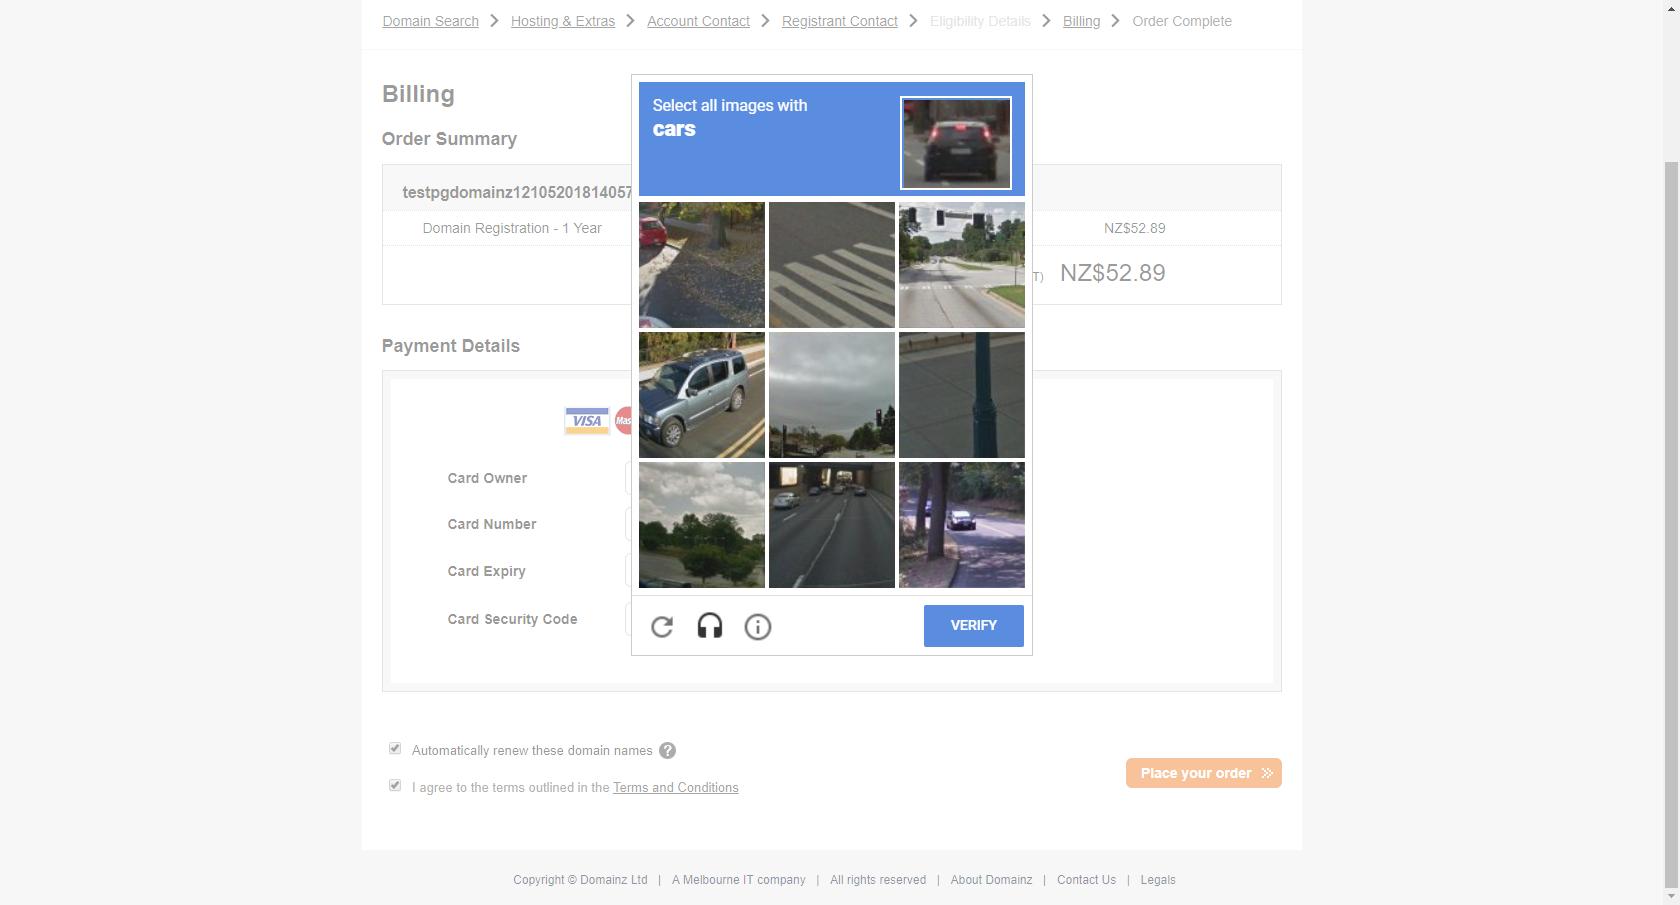 Domain Search > Hosting & Extras > Account Contact > Registrant Contact > Eligibility Details > Billing > Order Complete
Billing
Order Summary
testpgdomainz12105201814057
Domain Registration - 1 Year NZ$52.89
T) NZ$52.89
Payment Details
VISA Mas
Card Owner
Card Number
Card Expiry
Card Security Code
Select all images with
cars
VERIFY
Automatically renew these domain names ?
I agree to the terms outlined in the Terms and Conditions
Place your order
Copyright © Domainz Ltd | A Melbourne IT company | All rights reserved | About Domainz | Contact Us | Legals